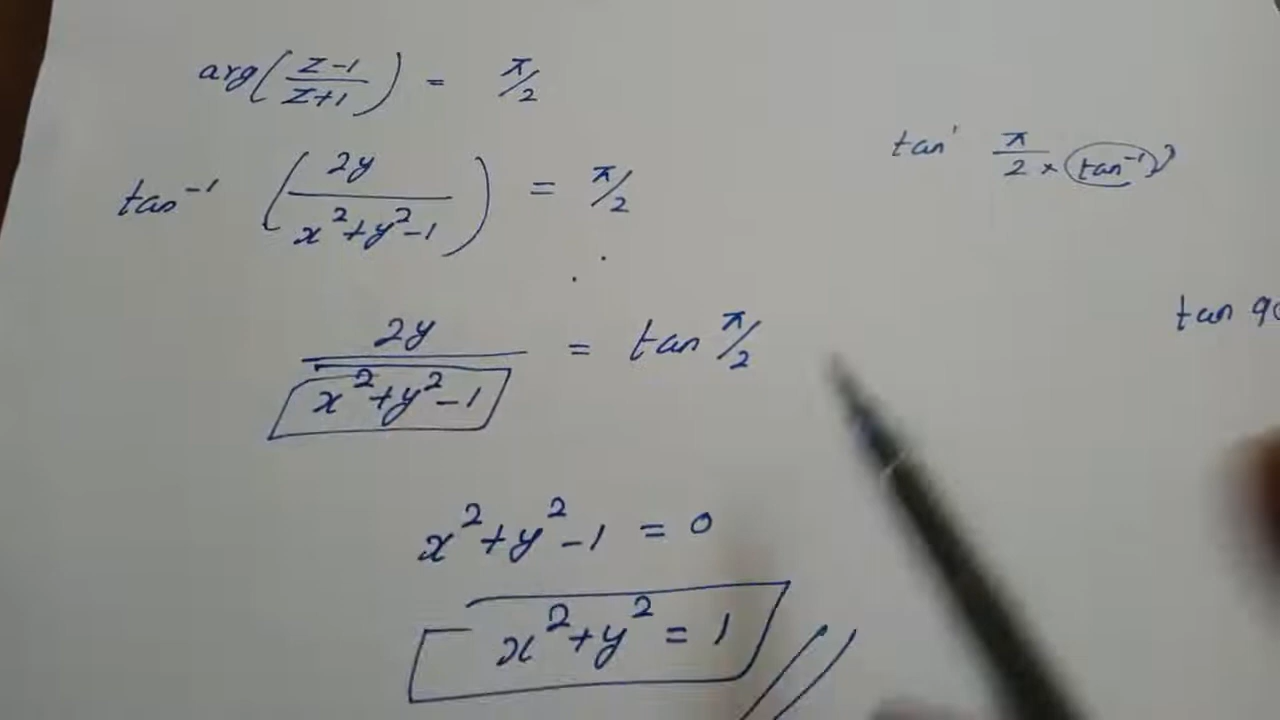 arg(z-1/z+1) = π/2
tan⁻¹ (2y/x²+y²-1) = π/2
2y/x²+y²-1 = tan π/2
x²+y²-1 = 0
x²+y² = 1
tan' π/2 × (tan⁻¹)
tan 90